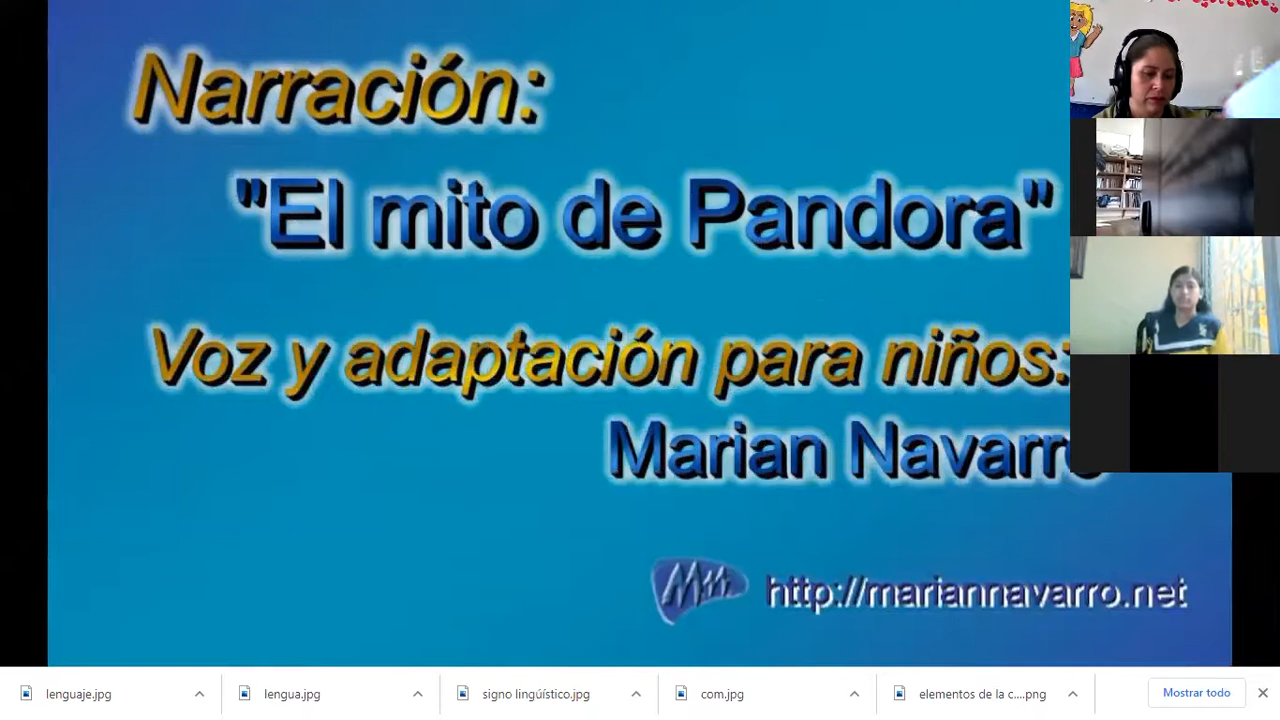 Narración:
"El mito de Pandora"
Voz y adaptación para niños:
Marian Navarro
http://mariannavarro.net
lenguaje.jpg
lengua.jpg
signo lingüístico.jpg
com.jpg
elementos de la c....png
Mostrar todo